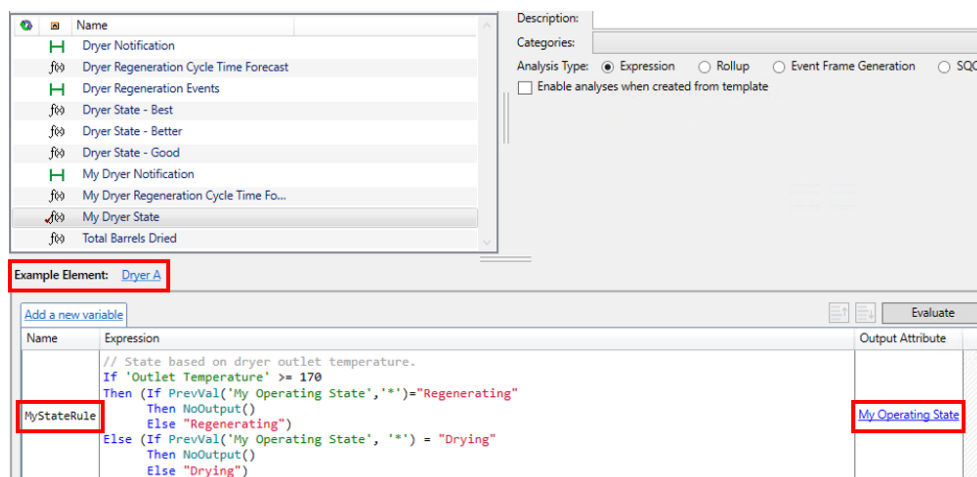 Name
Dryer Notification
f(x) Dryer Regeneration Cycle Time Forecast
Dryer Regeneration Events
f(x) Dryer State - Best
f(x) Dryer State - Better
f(x) Dryer State - Good
My Dryer Notification
f(x) My Dryer Regeneration Cycle Time Fo...
f(x) My Dryer State
f(x) Total Barrels Dried
Description:
Categories:
Analysis Type: Expression Rollup Event Frame Generation SQC
Enable analyses when created from template
Example Element: Dryer A
Add a new variable Evaluate
Name Expression Output Attribute
// State based on dryer outlet temperature.
If 'Outlet Temperature' >= 170
Then (If PrevVal('My Operating State','*')="Regenerating"
Then NoOutput()
MyStateRule My Operating State
Else "Regenerating")
Else (If PrevVal('My Operating State', '*') = "Drying"
Then NoOutput()
Else "Drying")